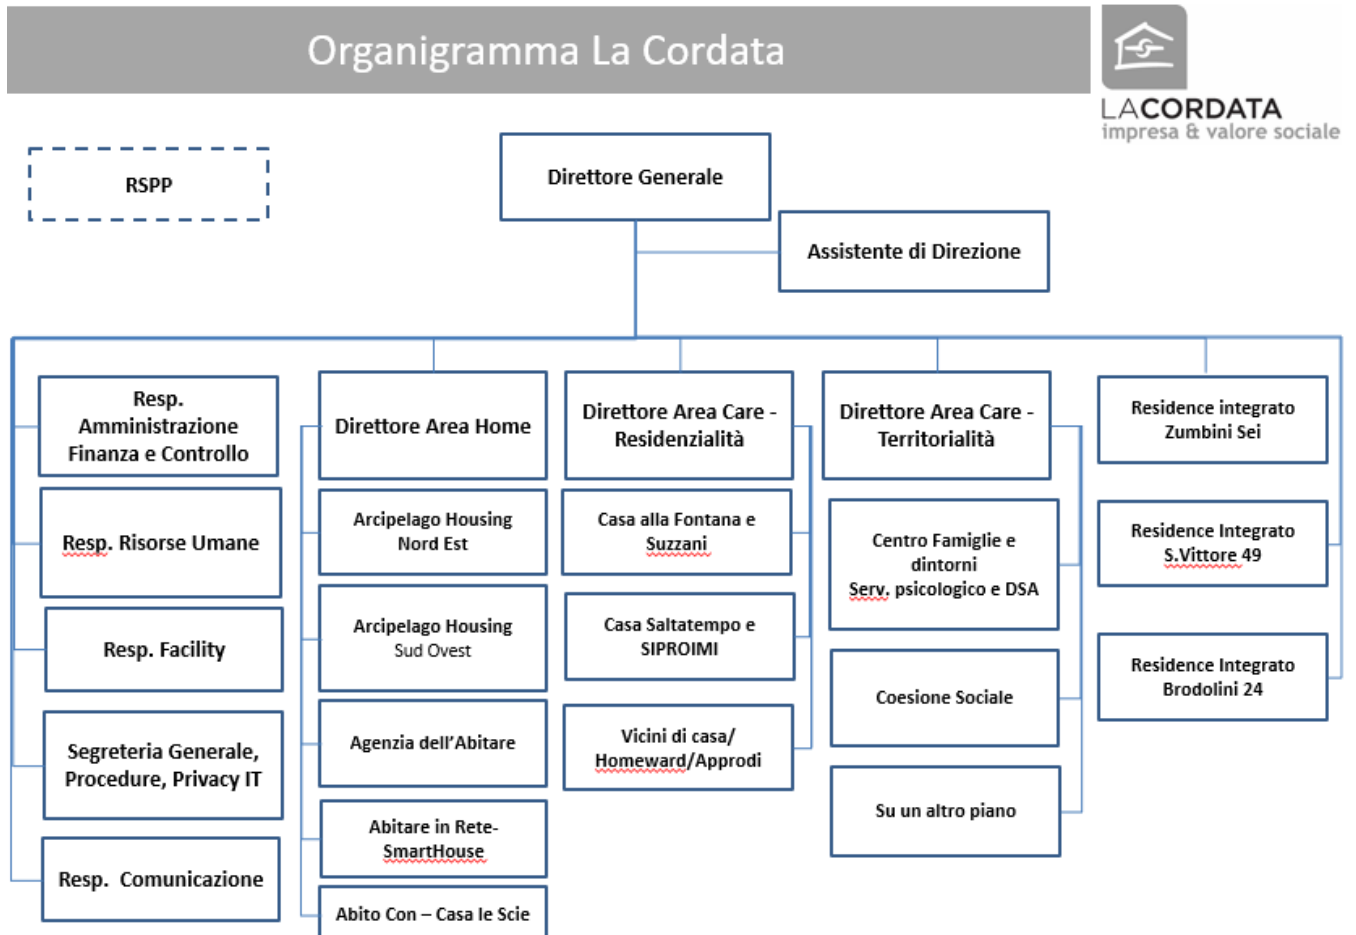 Organigramma La Cordata
LACORDATA
impresa & valore sociale
RSPP
Direttore Generale
Assistente di Direzione
Resp.
Amministrazione
Finanza e Controllo
Resp. Risorse Umane
Resp. Facility
Segreteria Generale,
Procedure, Privacy IT
Resp.  Comunicazione
Direttore Area Home
Arcipelago Housing
Nord Est
Arcipelago Housing
Sud Ovest
Agenzia dell’Abitare
Abitare in Rete-
SmartHouse
Abito Con – Casa le Scie
Direttore Area Care -
Residenzialità
Casa alla Fontana e
Suzzani
Casa Saltatempo e
SIPROIMI
Vicini di casa/
Homeward/Approdi
Direttore Area Care -
Territorialità
Centro Famiglie e
dintorni
Serv. psicologico e DSA
Coesione Sociale
Su un altro piano
Residence integrato
Zumbini Sei
Residence Integrato
S.Vittore 49
Residence Integrato
Brodolini 24